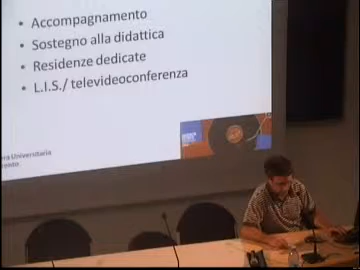 • Accompagnamento
• Sostegno alla didattica
• Residenze dedicate
• L.I.S./ televideoconferenza
Universitaria